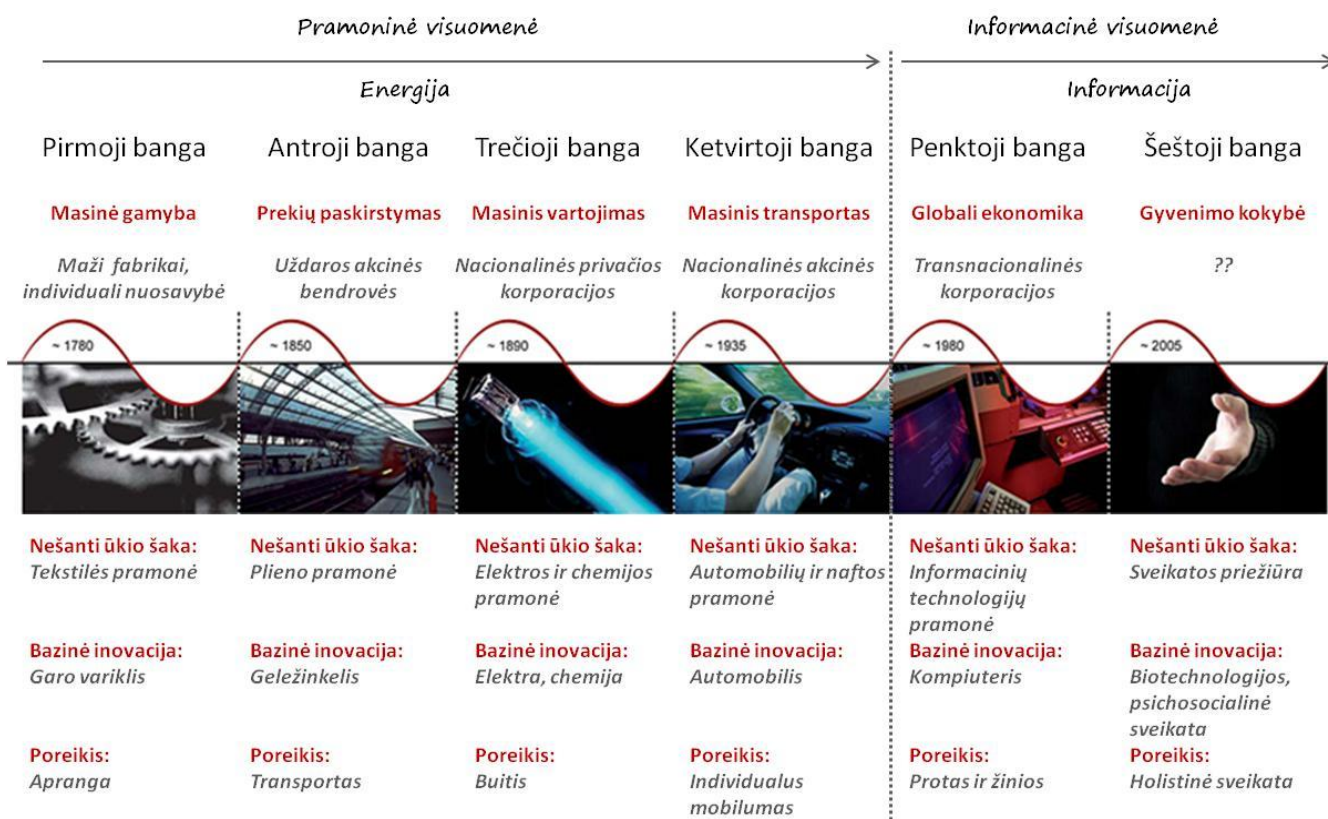 Pramoninė visuomenė
Informacinė visuomenė
Energija
Informacija
Pirmoji banga
Antroji banga
Trečioji banga
Ketvirtoji banga
Penktoji banga
Šeštoji banga
Masinė gamyba
Prekių paskirstymas
Masinis vartojimas
Masinis transportas
Globali ekonomika
Gyvenimo kokybė
Maži fabrikai,
individuali nuosavybė
Uždaros akcinės
bendrovės
Nacionalinės privačios
korporacijos
Nacionalinės akcinės
korporacijos
Transnacionalinės
korporacijos
??
~ 1780
~ 1850
~ 1890
~ 1935
~ 1980
~ 2005
Nešanti ūkio šaka:
Tekstilės pramonė
Nešanti ūkio šaka:
Plieno pramonė
Nešanti ūkio šaka:
Elektros ir chemijos
pramonė
Nešanti ūkio šaka:
Automobilių ir naftos
pramonė
Nešanti ūkio šaka:
Informacinių
technologijų
pramonė
Nešanti ūkio šaka:
Sveikatos priežiūra
Bazinė inovacija:
Garo variklis
Bazinė inovacija:
Geležinkelis
Bazinė inovacija:
Elektra, chemija
Bazinė inovacija:
Automobilis
Bazinė inovacija:
Kompiuteris
Bazinė inovacija:
Biotechnologijos,
psichosocialinė
sveikata
Poreikis:
Apranga
Poreikis:
Transportas
Poreikis:
Buitis
Poreikis:
Individualus
mobilumas
Poreikis:
Protas ir žinios
Poreikis:
Holistinė sveikata